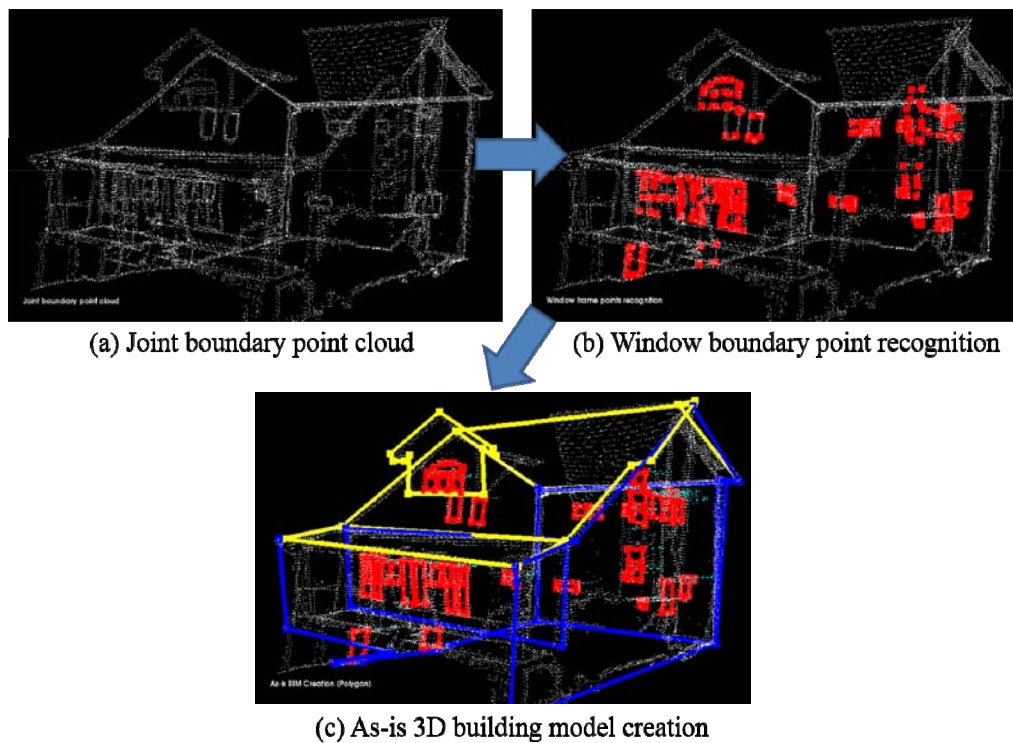 Joint boundary point cloud
Window frame points recognition
(a) Joint boundary point cloud
(b) Window boundary point recognition
As-is BIM Creation (Polygon)
(c) As-is 3D building model creation